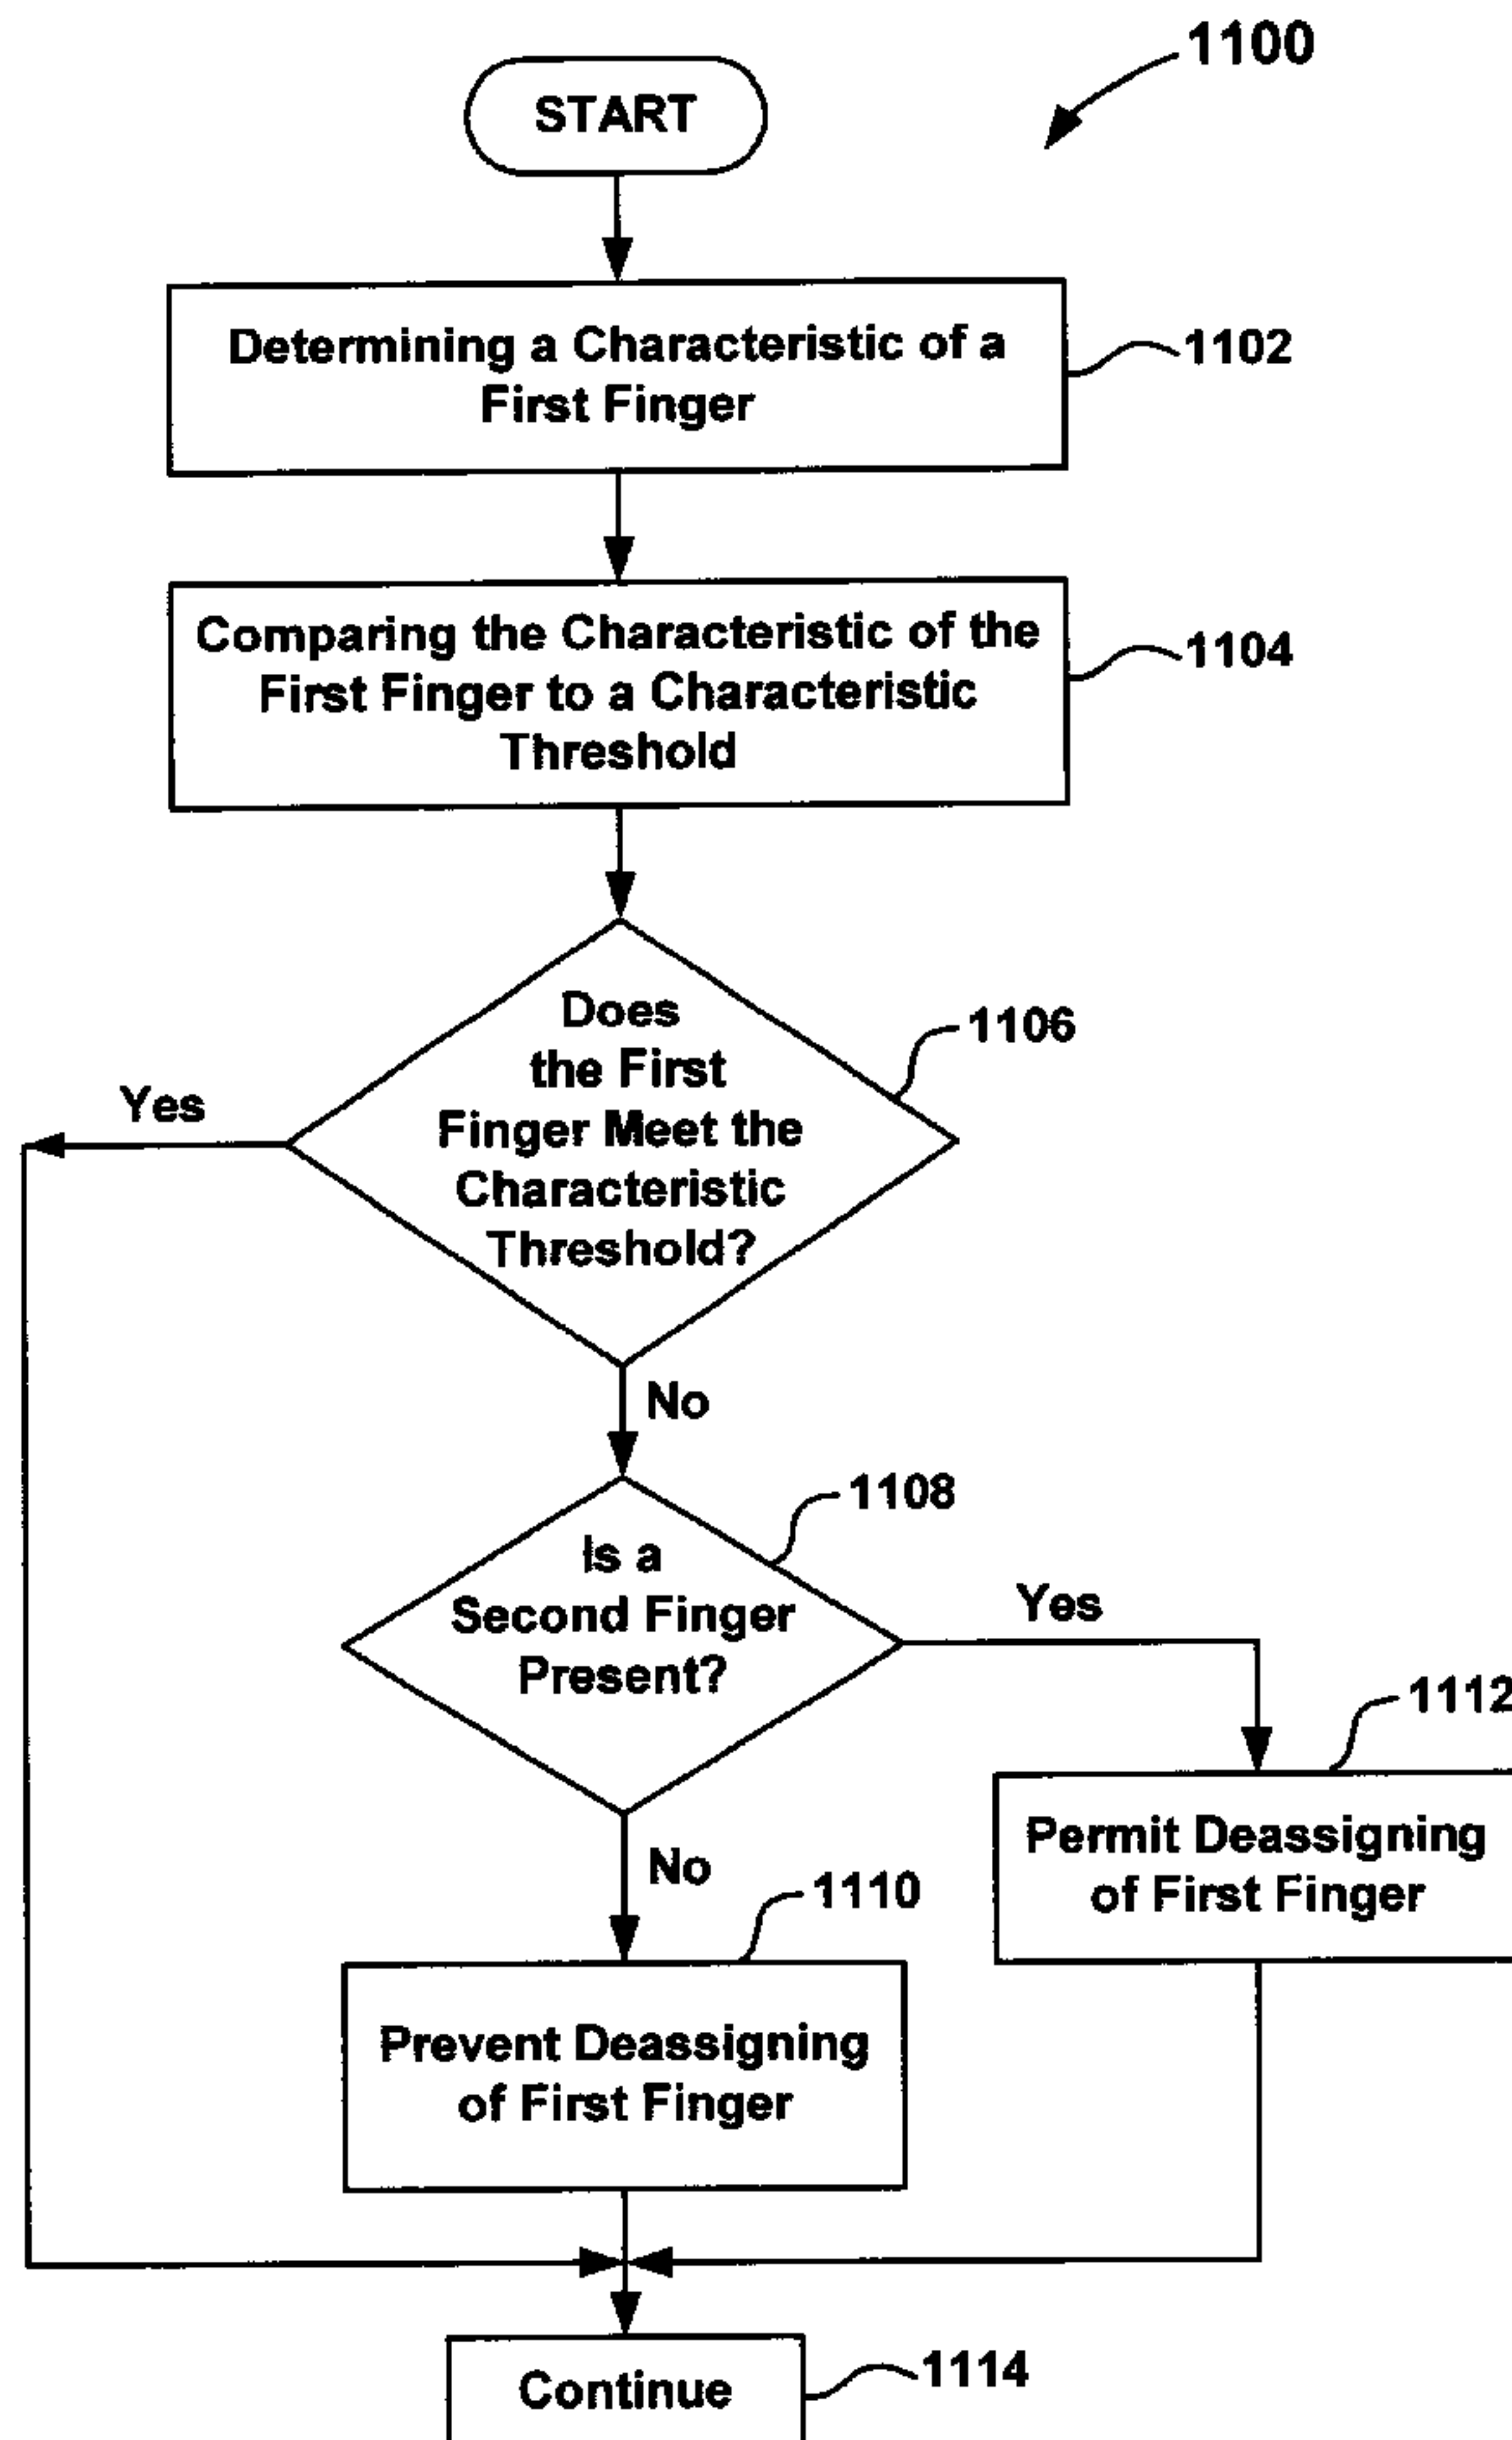 1100
START
Determining a Characteristic of a
First Finger
1102
Comparing the Characteristic of the
First Finger to a Characteristic
Threshold
1104
Does
the First
Finger Meet the
Characteristic
Threshold?
1106
Yes
No
Is a
Second Finger
Present?
1108
Yes
1112
Permit Deassigning
of First Finger
No
1110
Prevent Deassigning
of First Finger
Continue
1114